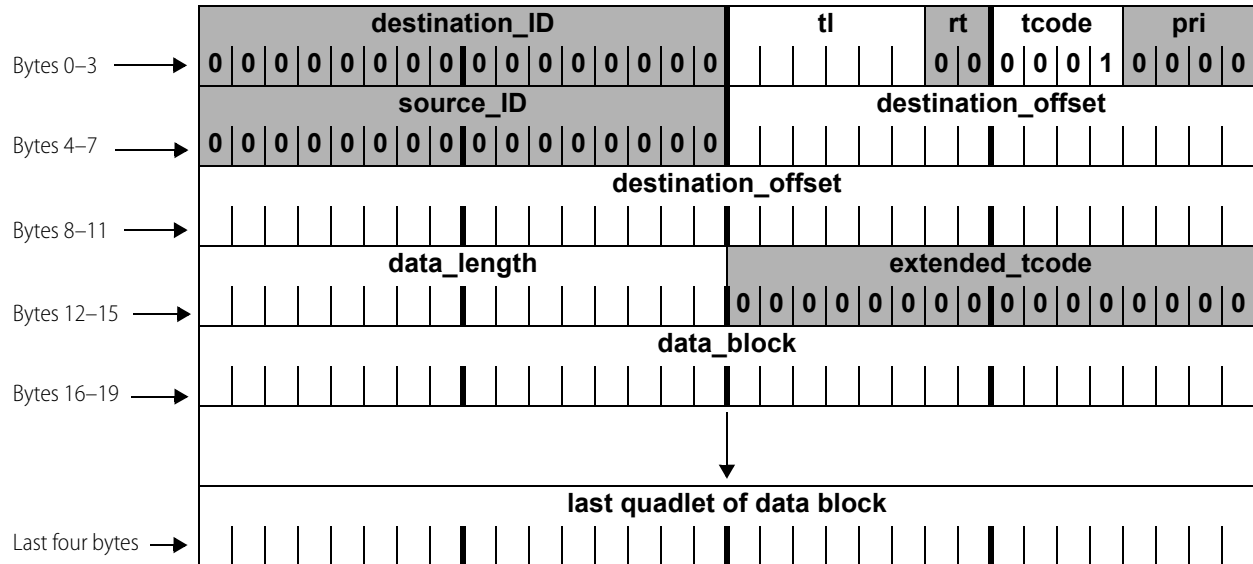 destination_ID tl rt tcode pri
Bytes 0–3 0 0 0 0 0 0 0 0 0 0 0 0 0 0 0 0 0 0 0 0 0 1 0 0 0 0
source_ID destination_offset
Bytes 4–7 0 0 0 0 0 0 0 0 0 0 0 0 0 0 0 0
destination_offset
Bytes 8–11
data_length extended_tcode
Bytes 12–15 0 0 0 0 0 0 0 0 0 0 0 0 0 0 0 0
data_block
Bytes 16–19
last quadlet of data block
Last four bytes